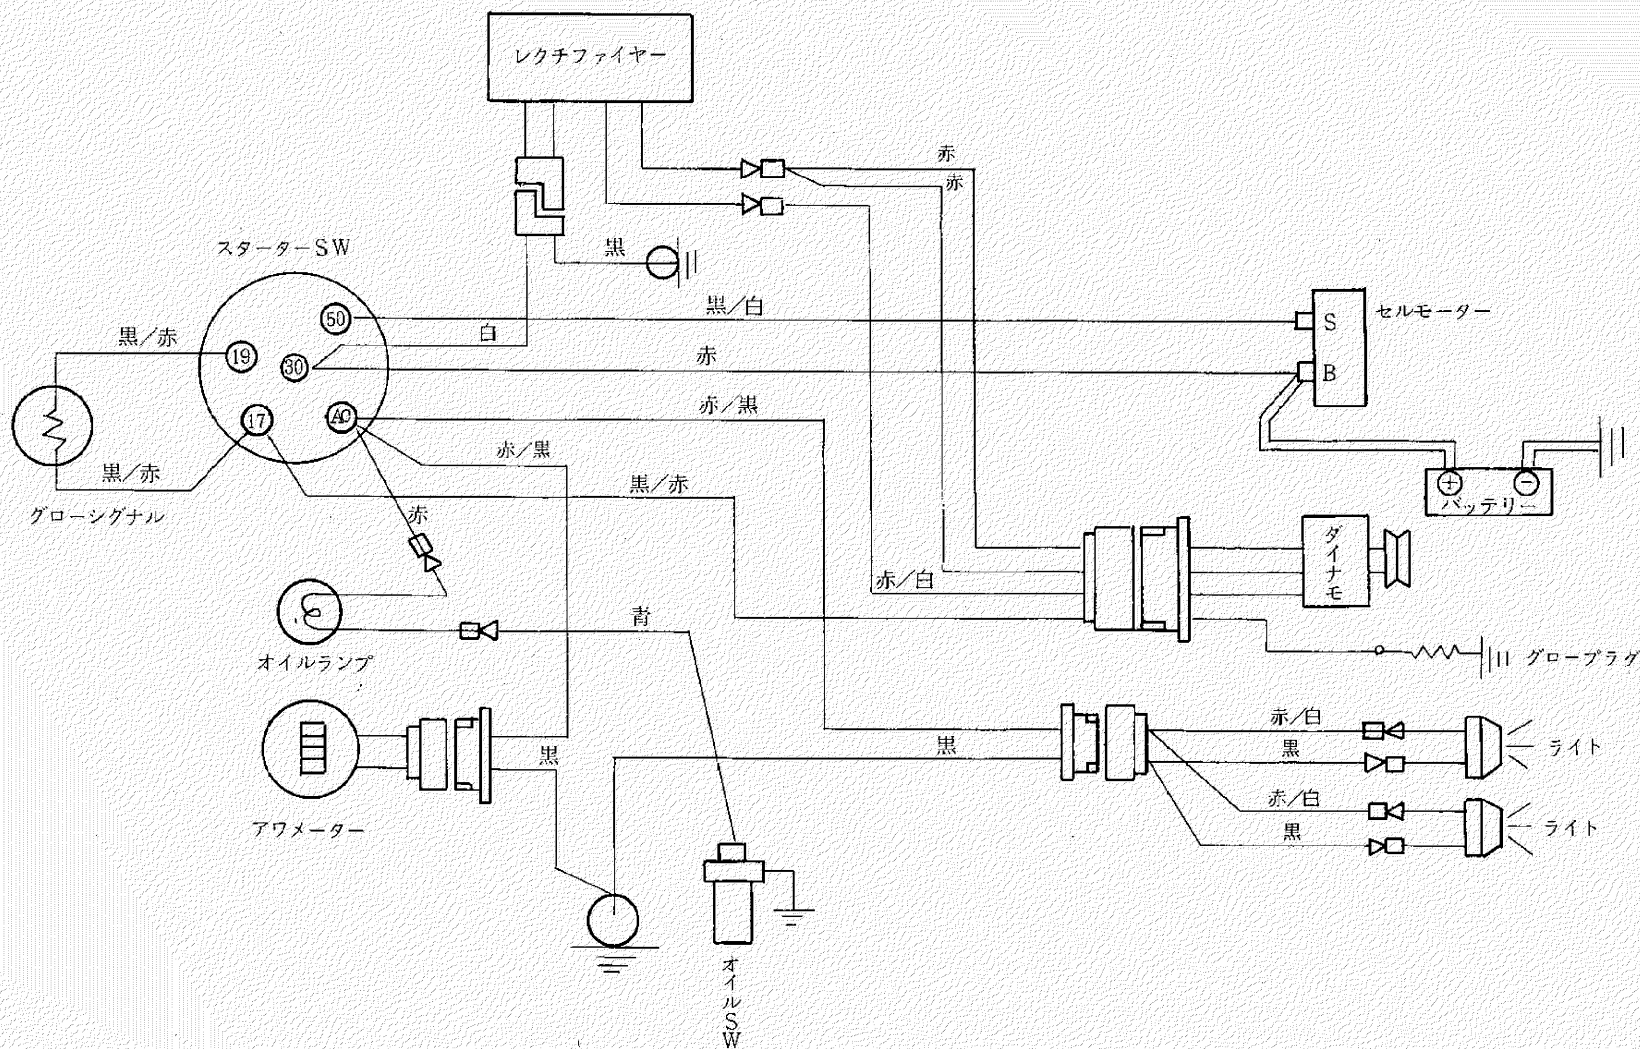 レクチファイヤー
赤
赤
スターターSW
黒
黒/白
セルモーター
50
S
黒/赤
白
19
30
赤
B
17
AC
赤/黒
赤/黒
黒/赤
黒/赤
+
-
バッテリー
グローシグナル
赤
ダイナモ
赤/白
青
オイルランプ
グロープラグ
赤/白
黒
黒
黒
ライト
赤/白
アワメーター
黒
ライト
オイルSW